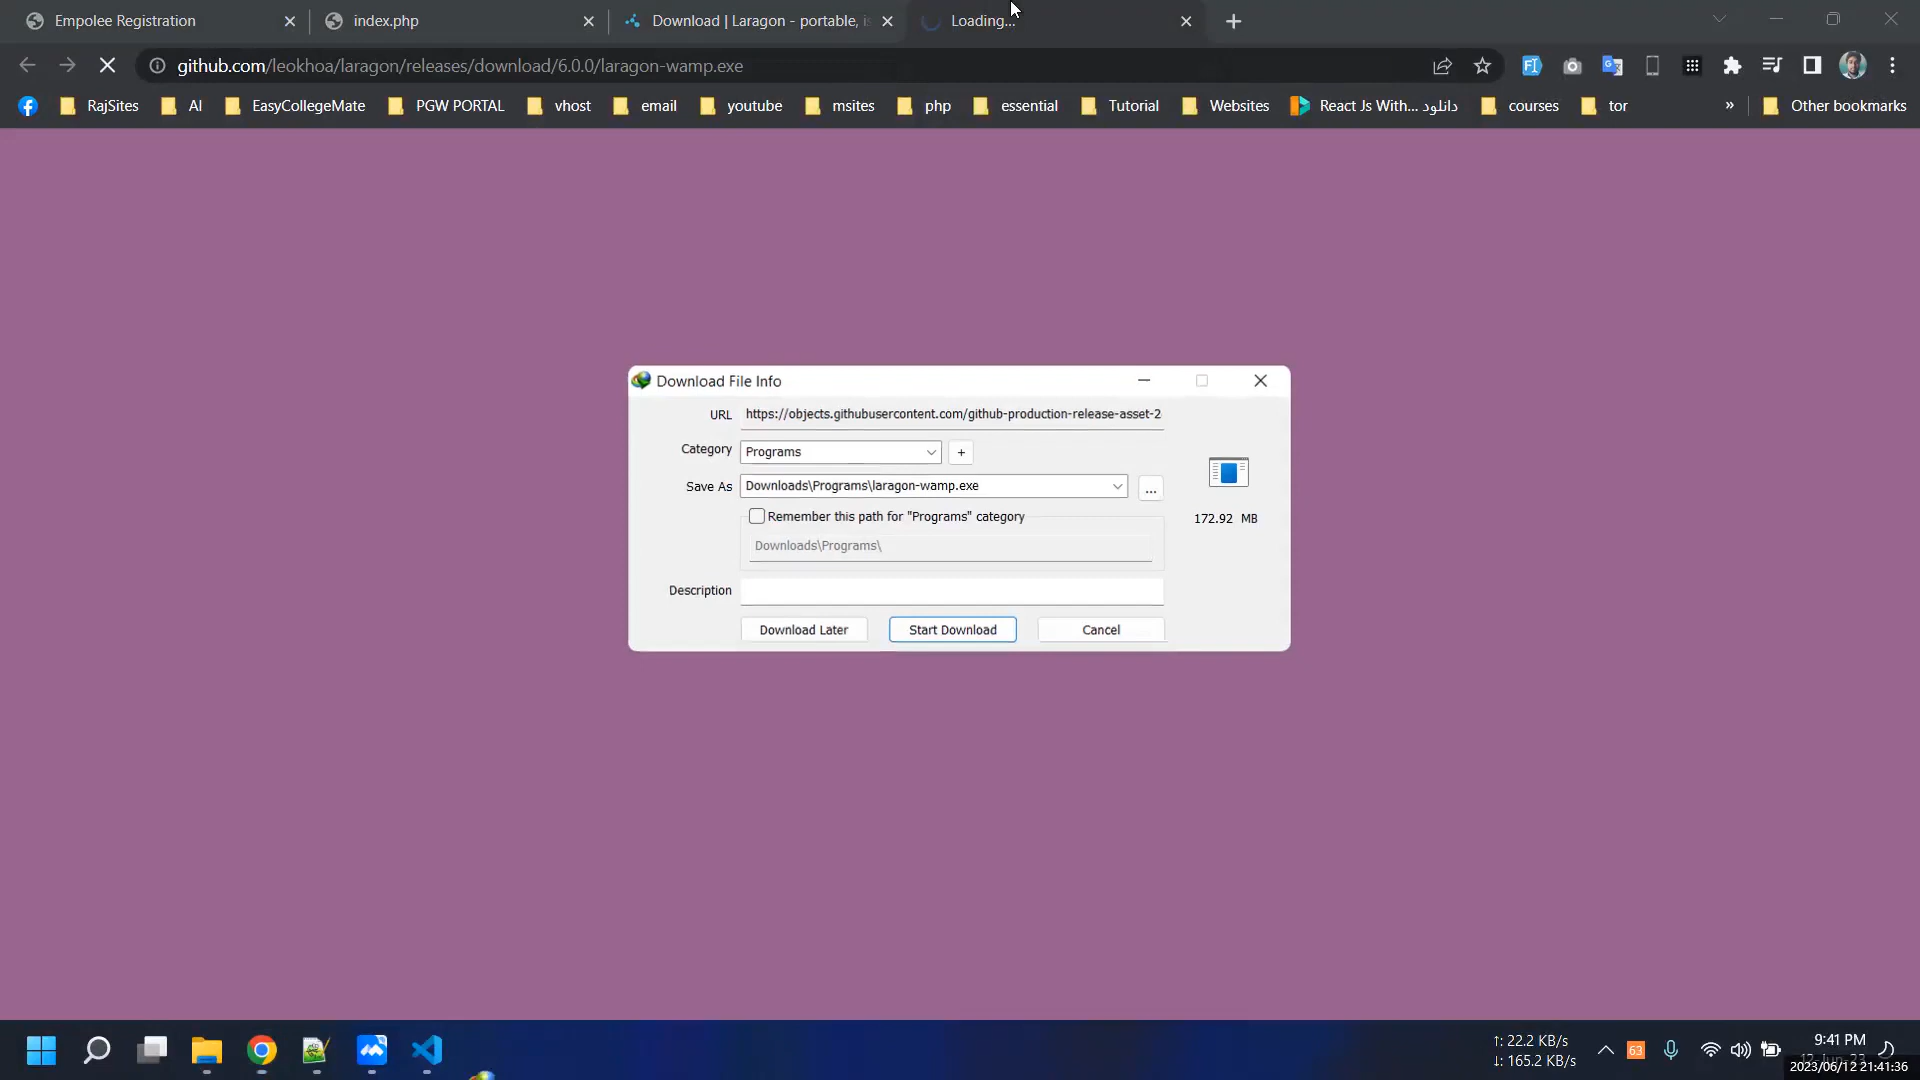 Empolee Registration
index.php
Download | Laragon - portable, is
Loading...
github.com/leokhoa/laragon/releases/download/6.0.0/laragon-wamp.exe
RajSites
AI
EasyCollegeMate
PGW PORTAL
vhost
email
youtube
msites
php
essential
Tutorial
Websites
React Js With... دانلود
courses
tor
»
Other bookmarks
Download File Info
URL
https://objects.githubusercontent.com/github-production-release-asset-2
Category
Programs
+
Save As
Downloads\Programs\laragon-wamp.exe
...
172.92 MB
Remember this path for "Programs" category
Downloads\Programs\
Description
Download Later
Start Download
Cancel
↑: 22.2 KB/s
↓: 165.2 KB/s
63
9:41 PM
12-Jun-23
2023/06/12 21:41:36